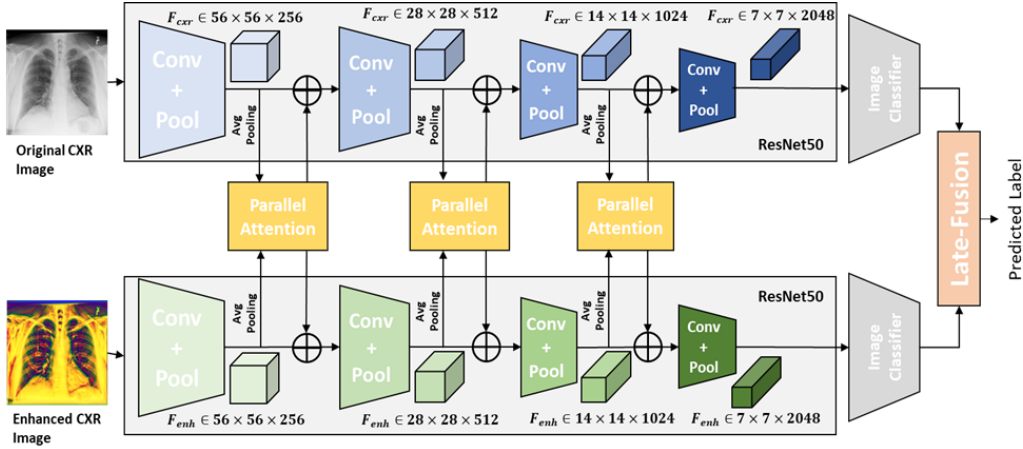 F_cxr ∈ 56 × 56 × 256
F_cxr ∈ 28 × 28 × 512
F_cxr ∈ 14 × 14 × 1024
F_cxr ∈ 7 × 7 × 2048
Conv
+
Pool
Conv
+
Pool
Conv
+
Pool
Conv
+
Pool
Avg
Pooling
Avg
Pooling
Avg
Pooling
ResNet50
Image
Classifier
Original CXR
Image
Parallel
Attention
Parallel
Attention
Parallel
Attention
Late-Fusion
Predicted Label
ResNet50
Conv
+
Pool
Conv
+
Pool
Conv
+
Pool
Conv
+
Pool
Avg
Pooling
Avg
Pooling
Avg
Pooling
Image
Classifier
F_enh ∈ 56 × 56 × 256
F_enh ∈ 28 × 28 × 512
F_enh ∈ 14 × 14 × 1024
F_enh ∈ 7 × 7 × 2048
Enhanced CXR
Image